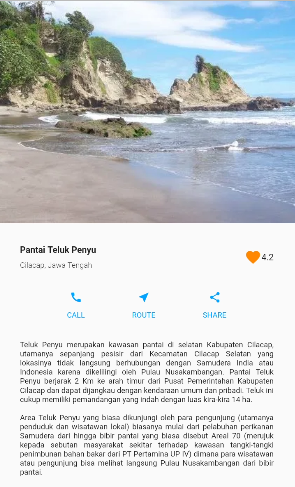 Pantai Teluk Penyu
Cilacap, Jawa Tengah
4.2
CALL
ROUTE
SHARE
Teluk Penyu merupakan kawasan pantai di selatan Kabupaten Cilacap,
utamanya sepanjang pesisir dari Kecamatan Cilacap Selatan yang
lokasinya tidak langsung berhubungan dengan Samudera India atau
Indonesia karena dikelilingi oleh Pulau Nusakambangan. Pantai Teluk
Penyu berjarak 2 Km ke arah timur dari Pusat Pemerintahan Kabupaten
Cilacap dan dapat dijangkau dengan kendaraan umum dan pribadi. Teluk ini
cukup memiliki pemandangan yang indah dengan luas kira-kira 14 ha.
Area Teluk Penyu yang biasa dikunjungi oleh para pengunjung (utamanya
penduduk dan wisatawan lokal) biasanya mulai dari pelabuhan perikanan
Samudera dari hingga bibir pantai yang biasa disebut Areal 70 (merujuk
kepada sebutan masyarakat sekitar terhadap kawasan tangki-tangki
penimbunan bahan bakar dari PT Pertamina UP IV) dimana para wisatawan
atau pengunjung bisa melihat langsung Pulau Nusakambangan dari bibir
pantai.